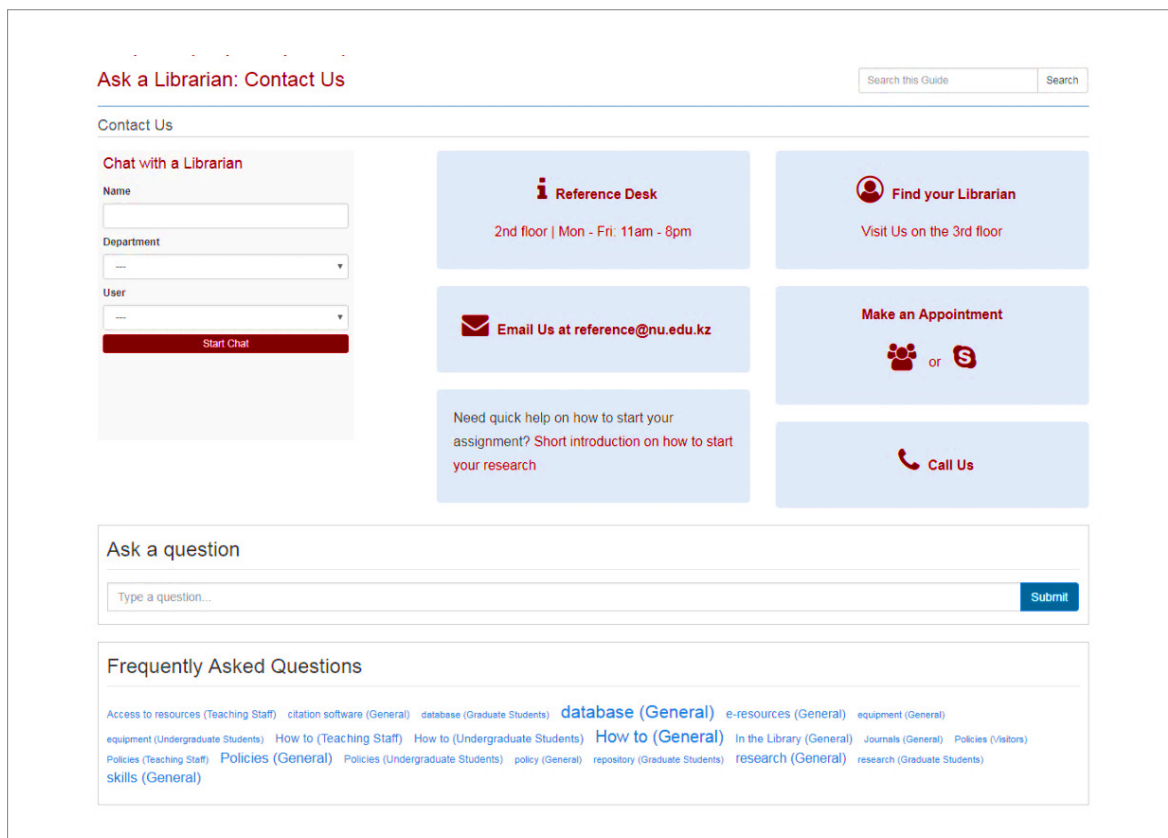 Ask a Librarian: Contact Us
Search this Guide
Search
Contact Us
Chat with a Librarian
Name
Department
---
User
---
Start Chat
Reference Desk
2nd floor | Mon - Fri: 11am - 8pm
Email Us at reference@nu.edu.kz
Need quick help on how to start your
assignment? Short introduction on how to start
your research
Find your Librarian
Visit Us on the 3rd floor
Make an Appointment
or
Call Us
Ask a question
Type a question...
Submit
Frequently Asked Questions
Access to resources (Teaching Staff) citation software (General) database (Graduate Students) database (General) e-resources (General) equipment (General)
equipment (Undergraduate Students) How to (Teaching Staff) How to (Undergraduate Students) How to (General) In the Library (General) Journals (General) Policies (Visitors)
Policies (Teaching Staff) Policies (General) Policies (Undergraduate Students) policy (General) repository (Graduate Students) research (General) research (Graduate Students)
skills (General)